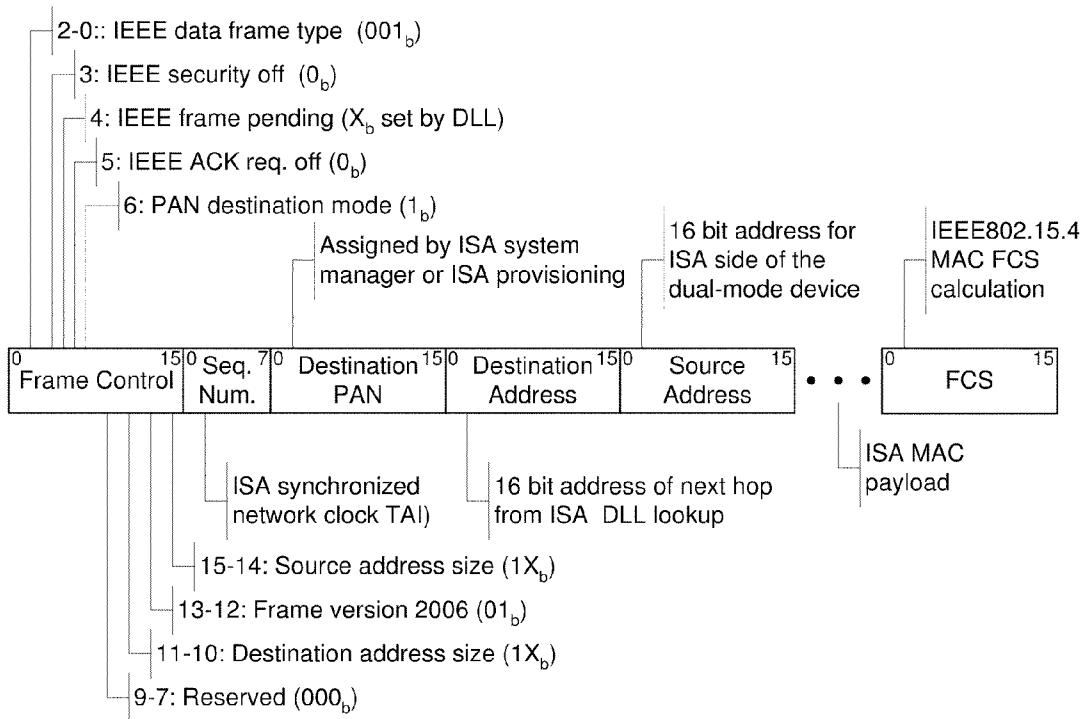 2-0:: IEEE data frame type (001b)
3: IEEE security off (0b)
4: IEEE frame pending (Xb set by DLL)
5: IEEE ACK req. off (0b)
6: PAN destination mode (1b)
Assigned by ISA system
manager or ISA provisioning
16 bit address for
ISA side of the
dual-mode device
IEEE802.15.4
MAC FCS
calculation
0 15
Frame Control
0 7
Seq.
Num.
0 15
Destination
PAN
0 15
Destination
Address
0 15
Source
Address
• • •
0 15
FCS
ISA MAC
payload
ISA synchronized
network clock TAI)
16 bit address of next hop
from ISA DLL lookup
15-14: Source address size (1Xb)
13-12: Frame version 2006 (01b)
11-10: Destination address size (1Xb)
9-7: Reserved (000b)